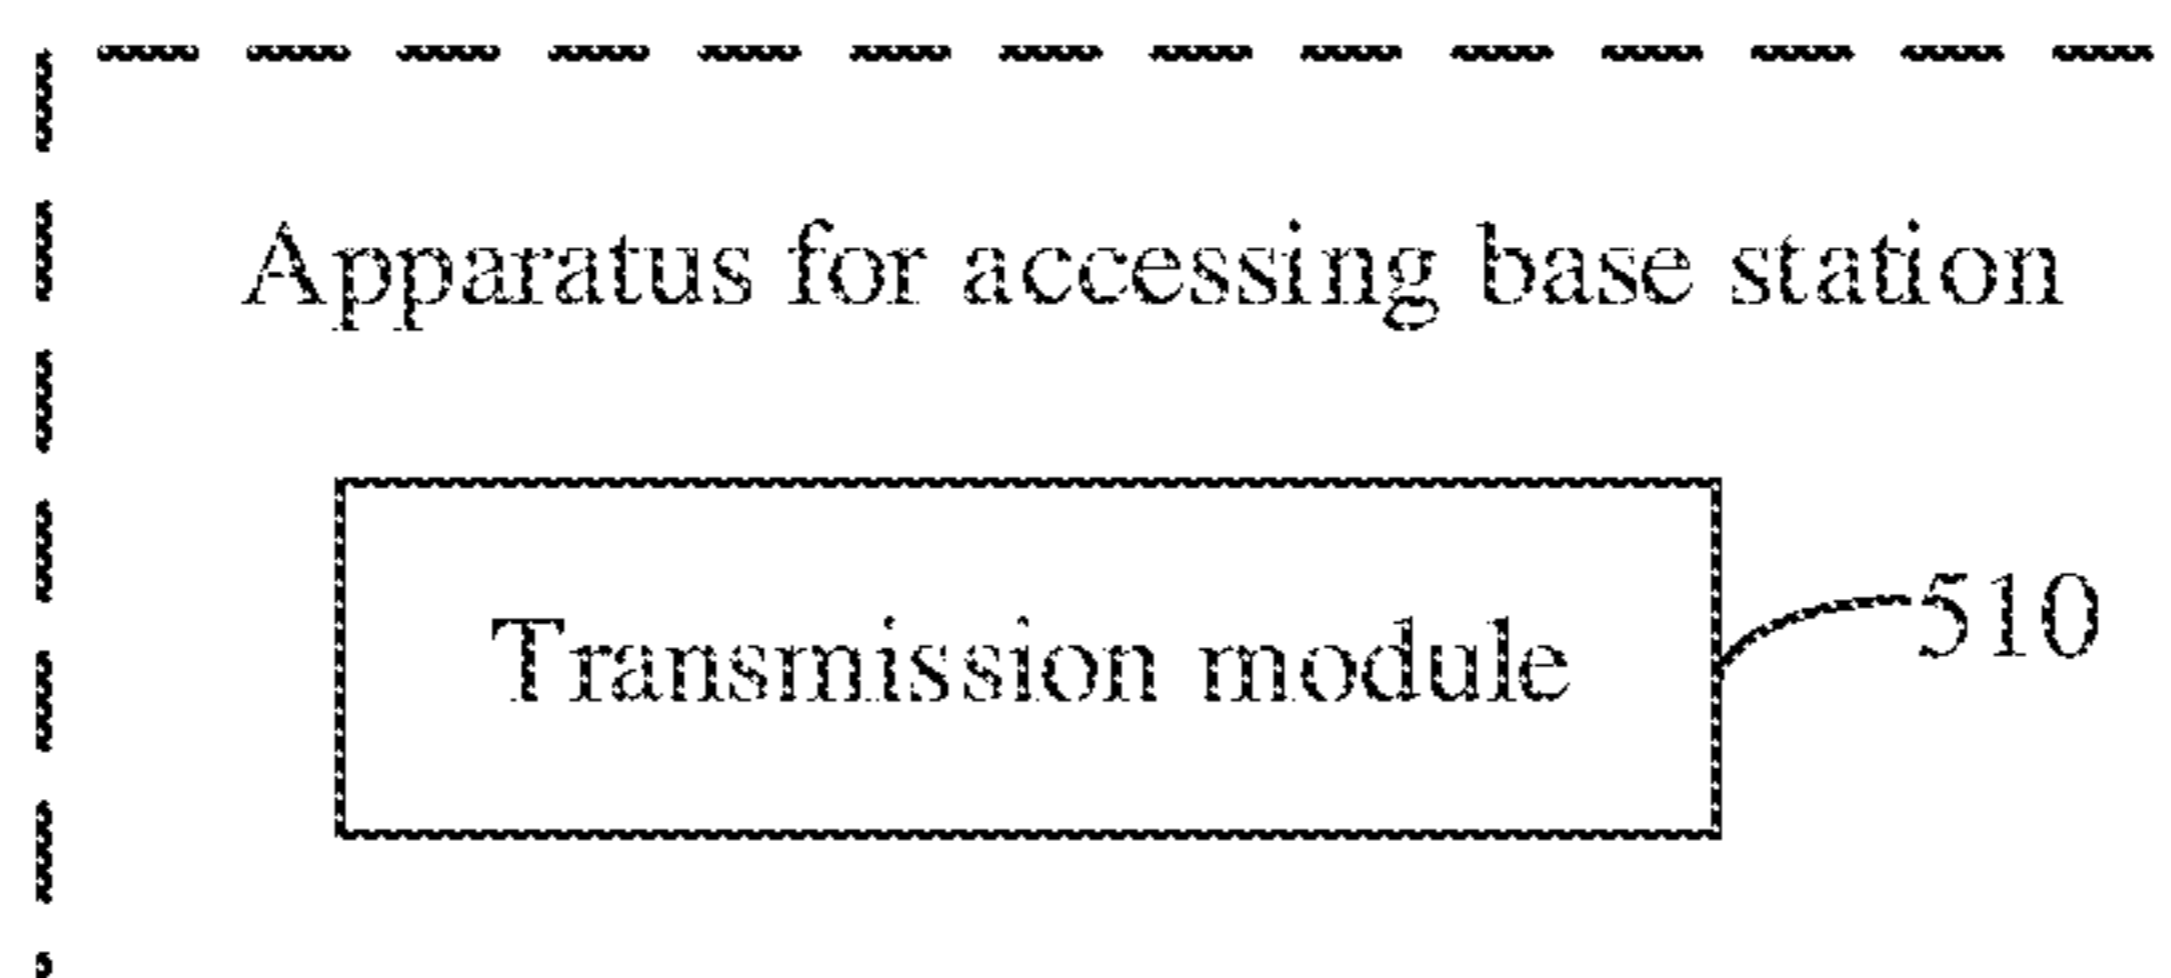 Apparatus for accessing base station
510
Transmission module